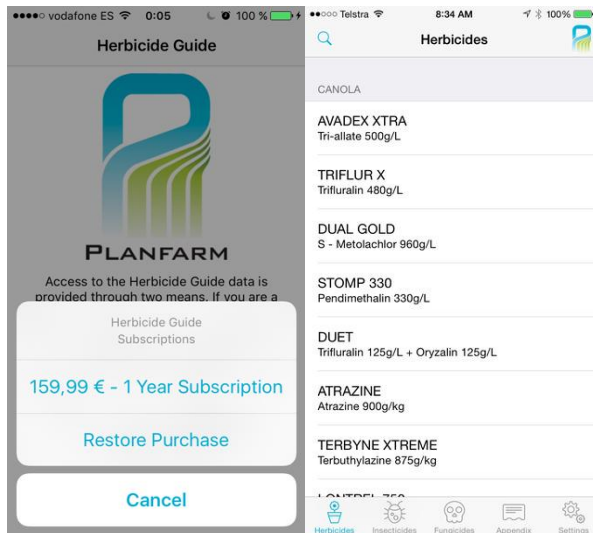 vodafone ES 0:05 100 %
Herbicide Guide
PLANFARM
Access to the Herbicide Guide data is
provided through two means. If you are a
Herbicide Guide
Subscriptions
159,99 € - 1 Year Subscription
Restore Purchase
Cancel
Telstra 8:34 AM 100%
Herbicides
CANOLA
AVADEX XTRA
Tri-allate 500g/L
TRIFLUR X
Trifluralin 480g/L
DUAL GOLD
S - Metolachlor 960g/L
STOMP 330
Pendimethalin 330g/L
DUET
Trifluralin 125g/L + Oryzalin 125g/L
ATRAZINE
Atrazine 900g/kg
TERBYNE XTREME
Terbuthylazine 875g/kg
LONTREL 750
Herbicides Insecticides Fungicides Appendix Settings